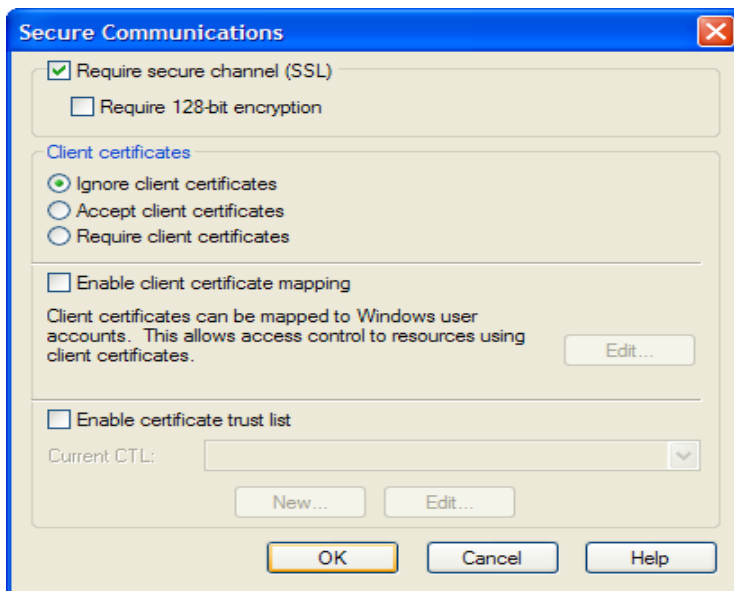 Secure Communications
Require secure channel (SSL)
Require 128-bit encryption
Client certificates
Ignore client certificates
Accept client certificates
Require client certificates
Enable client certificate mapping
Client certificates can be mapped to Windows user
accounts.  This allows access control to resources using
client certificates.
Edit...
Enable certificate trust list
Current CTL:
New...
Edit...
OK
Cancel
Help